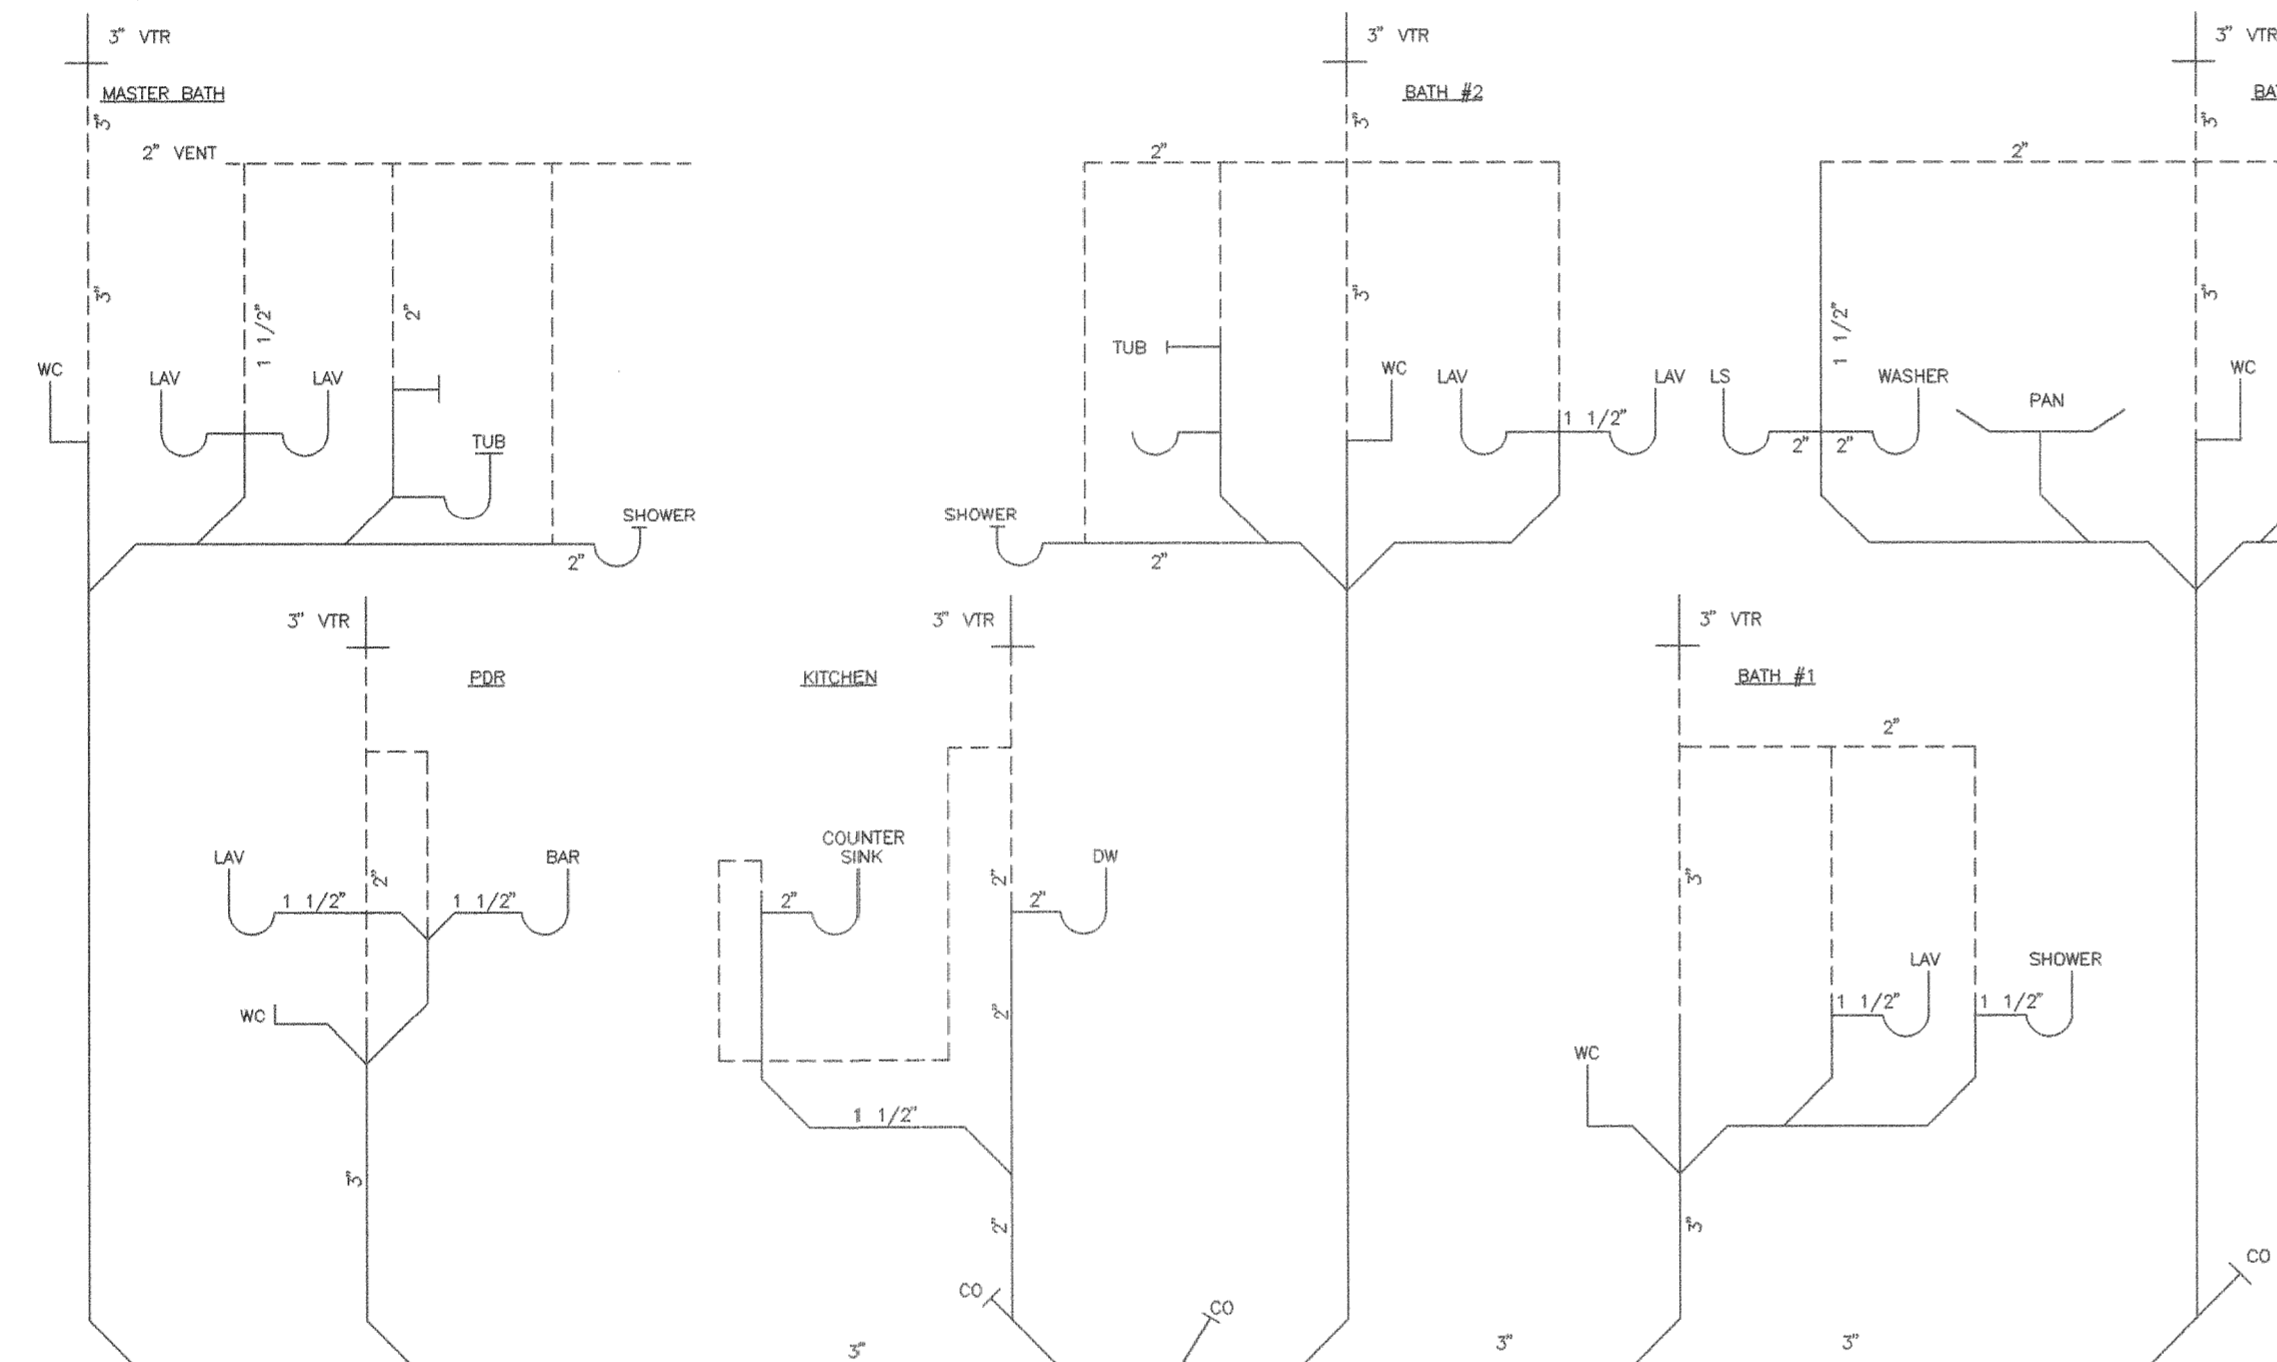 3" VTR
3" VTR
3" VTR
MASTER BATH
BATH #2
BA
3"
3"
3"
2" VENT
2"
2"
3"
3"
3"
1 1/2"
2"
1 1/2"
TUB
WC
LAV
LAV
WC
LAV
LAV
LS
WASHER
WC
PAN
1 1/2"
TUB
2"
2"
SHOWER
SHOWER
2"
2"
3" VTR
3" VTR
3" VTR
PDR
KITCHEN
BATH #1
2"
LAV
BAR
COUNTER
SINK
DW
2"
2"
3"
1 1/2"
1 1/2"
2"
2"
LAV
SHOWER
1 1/2"
1 1/2"
WC
2"
WC
1 1/2"
3"
2"
3"
CO
CO
CO
3"
3"
3"